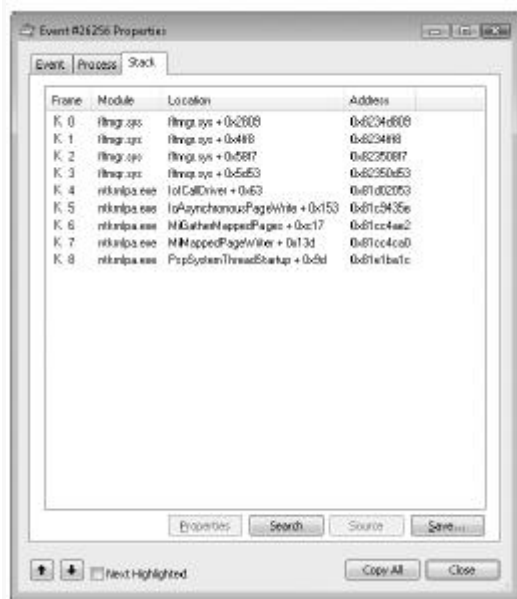 Event #26256 Properties
Event Process Stack
Frame Module Location Address
K 0 fltmgr.sys fltmgr.sys + 0x2809 0x8234d809
K 1 fltmgr.sys fltmgr.sys +
K 2 fltmgr.sys fltmgr.sys + 0x58f7 0x823508f7
K 3 fltmgr.sys fltmgr.sys + 0x5d53 0x82350d53
K 4 ntkrnlpa.exe IofCallDriver + 0x63 0x81d02053
K 5 ntkrnlpa.exe IoAsynchronousPageWrite + 0x153 0x81c9435e
K 6 ntkrnlpa.exe MiGatherMappedPages + 0xc17 0x81cc4ae2
K 7 ntkrnlpa.exe MiMappedPageWriter + 0x13d 0x81cc4ca0
K 8 ntkrnlpa.exe PspSystemThreadStartup + 0x9d 0x81e1ba1c
Properties Search Source Save...
Next Highlighted Copy All Close